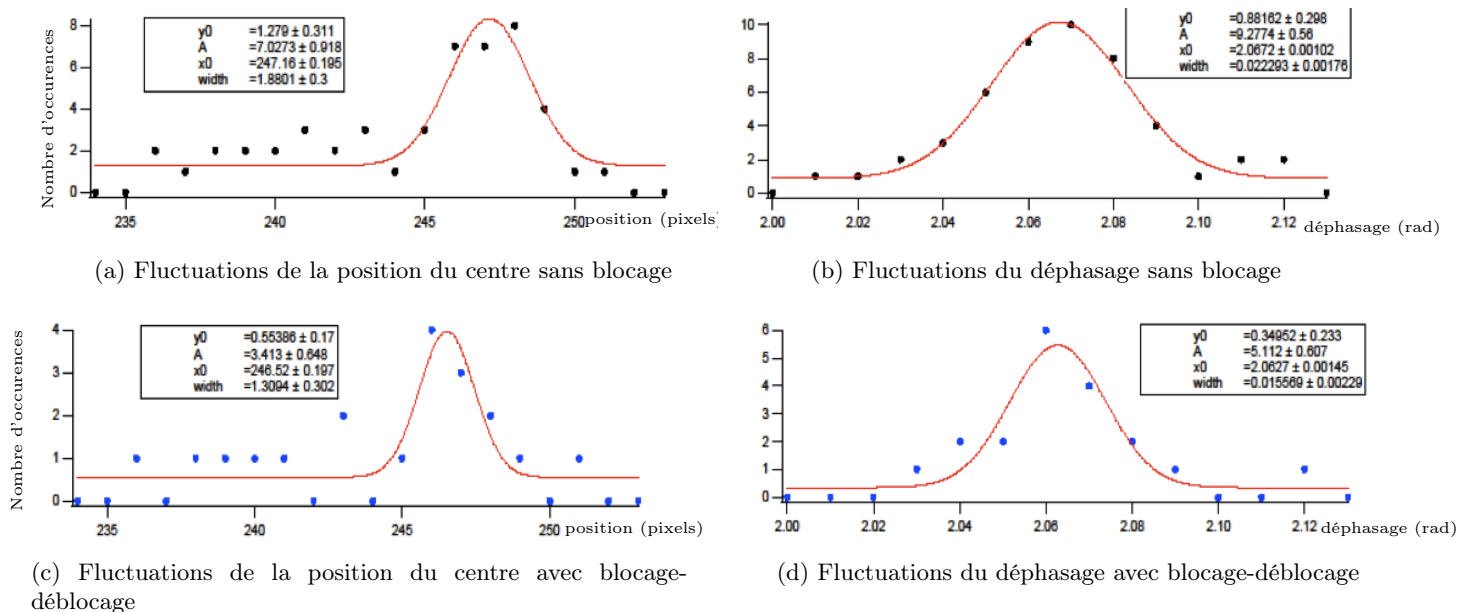 Nombre d'occurences
8
6
4
2
0
y0 =1.279 ± 0.311
A =7.0273 ± 0.918
x0 =247.16 ± 0.195
width =1.8801 ± 0.3
235
240
245
250
position (pixels)
(a) Fluctuations de la position du centre sans blocage
10
8
6
4
2
0
y0 =0.88162 ± 0.298
A =9.2774 ± 0.56
x0 =2.0672 ± 0.00102
width =0.022293 ± 0.00176
2.00
2.02
2.04
2.06
2.08
2.10
2.12
déphasage (rad)
(b) Fluctuations du déphasage sans blocage
Nombre d'occurences
4
3
2
1
0
y0 =0.55386 ± 0.17
A =3.413 ± 0.648
x0 =246.52 ± 0.197
width =1.3094 ± 0.302
235
240
245
250
position (pixels)
(c) Fluctuations de la position du centre avec blocage-
déblocage
6
5
4
3
2
1
0
y0 =0.34952 ± 0.233
A =5.112 ± 0.607
x0 =2.0627 ± 0.00145
width =0.015569 ± 0.00229
2.00
2.02
2.04
2.06
2.08
2.10
2.12
déphasage (rad)
(d) Fluctuations du déphasage avec blocage-déblocage